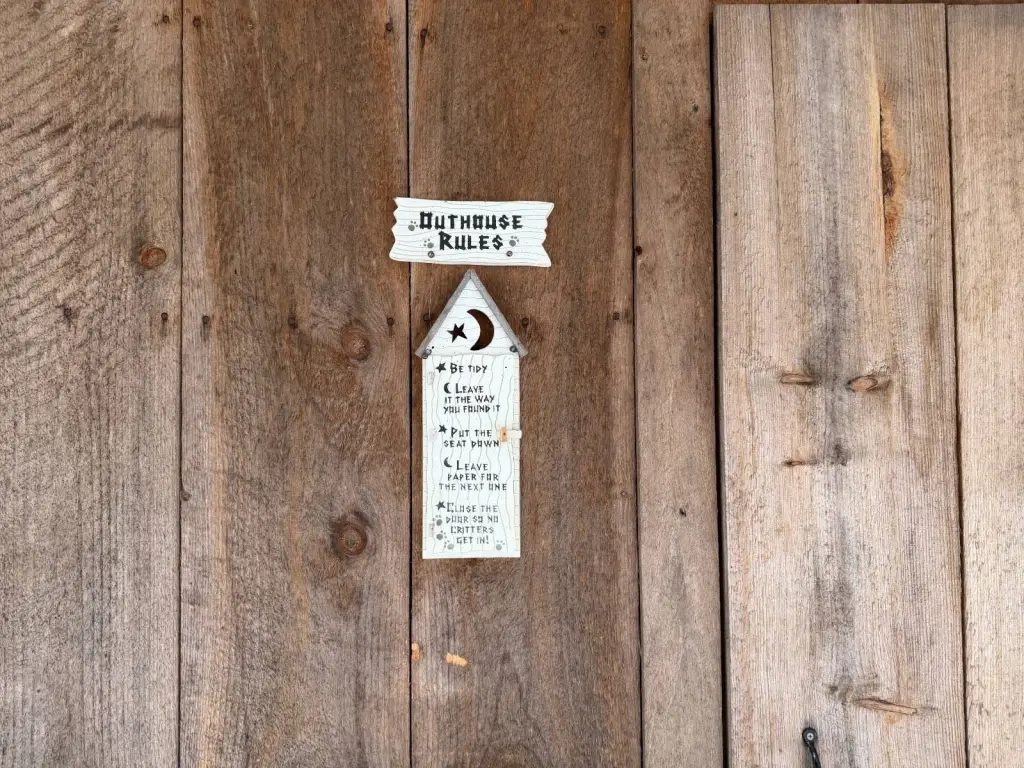 OUTHOUSE
RULES
BE TIDY
LEAVE
IT THE WAY
YOU FOUND IT
PUT THE
SEAT DOWN
LEAVE
PAPER FOR
THE NEXT ONE
CLOSE THE
DOOR SO NO
CRITTERS
GET IN!